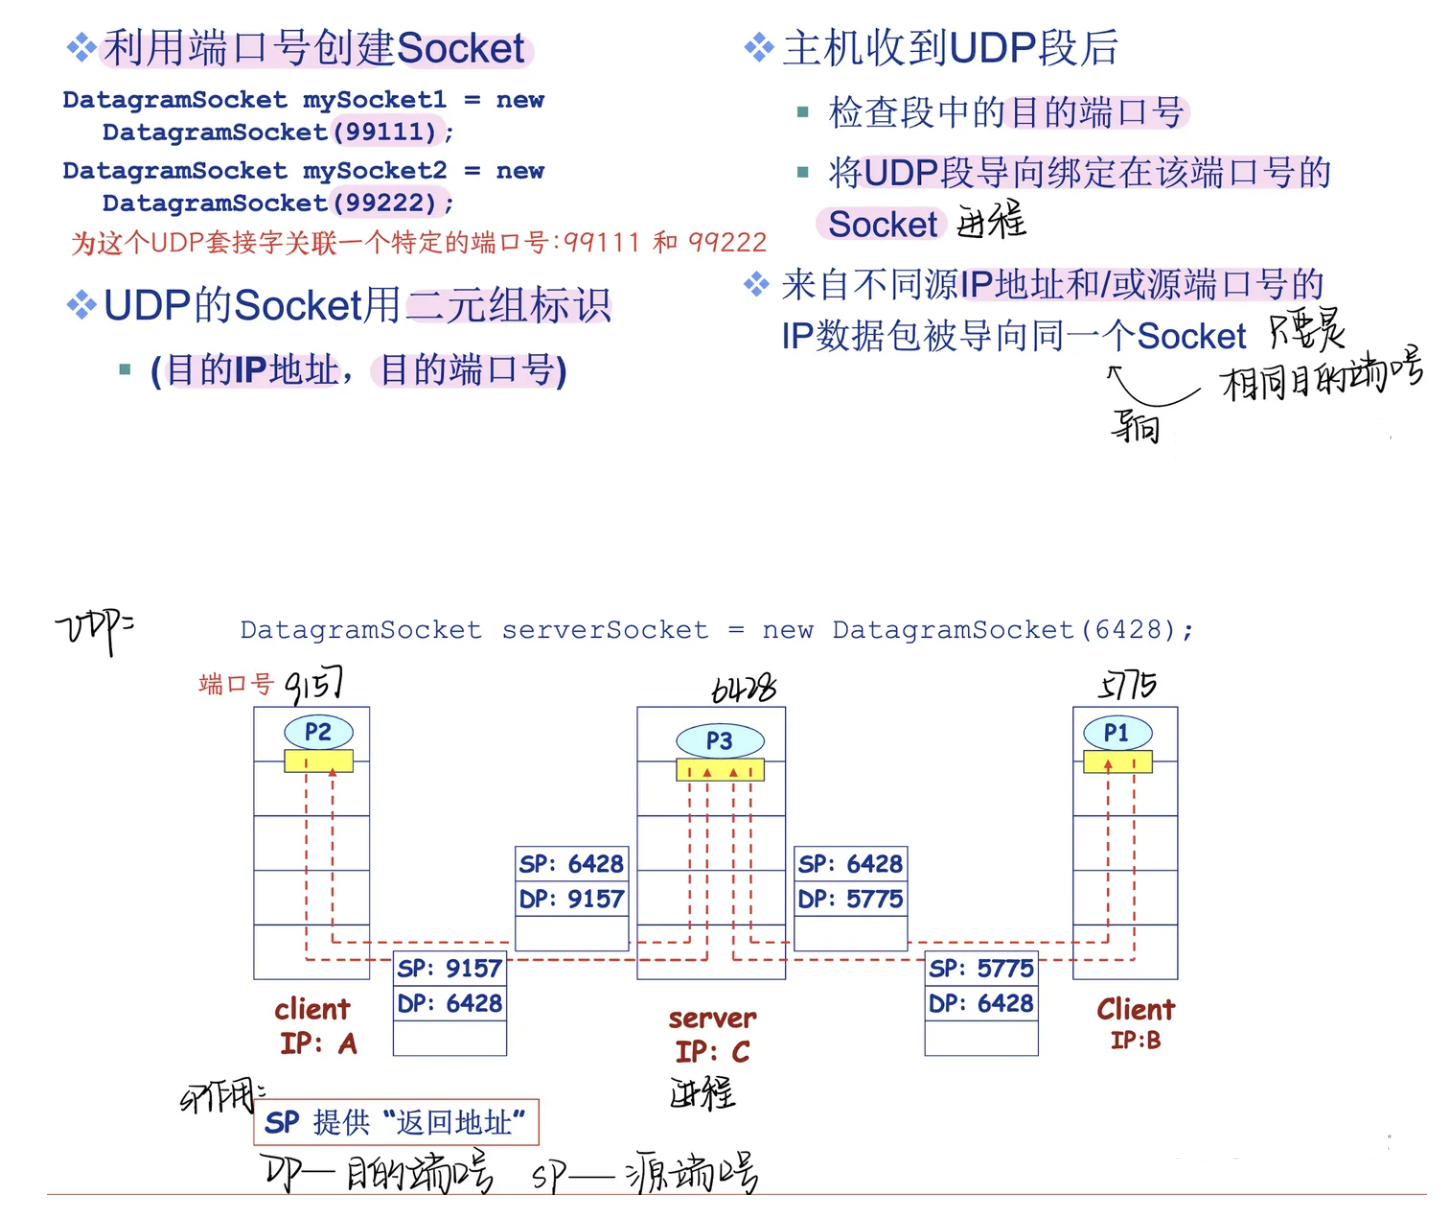 利用端口号创建Socket
DatagramSocket mySocket1 = new
DatagramSocket(99111);
DatagramSocket mySocket2 = new
DatagramSocket(99222);
为这个UDP套接字关联一个特定的端口号:99111 和 99222
UDP的Socket用二元组标识
(目的IP地址，目的端口号)
主机收到UDP段后
检查段中的目的端口号
将UDP段导向绑定在该端口号的
Socket 进程
来自不同源IP地址和/或源端口号的
IP数据包被导向同一个Socket 只要是
相同目的端口号
导向
UDP=
DatagramSocket serverSocket = new DatagramSocket(6428);
端口号 9157
6428
5775
P2
P3
P1
SP: 6428
DP: 9157
SP: 6428
DP: 5775
SP: 9157
DP: 6428
SP: 5775
DP: 6428
client
IP: A
server
IP: C
进程
Client
IP:B
SP作用:
SP 提供 “返回地址”
DP— 目的端口号 SP— 源端口号